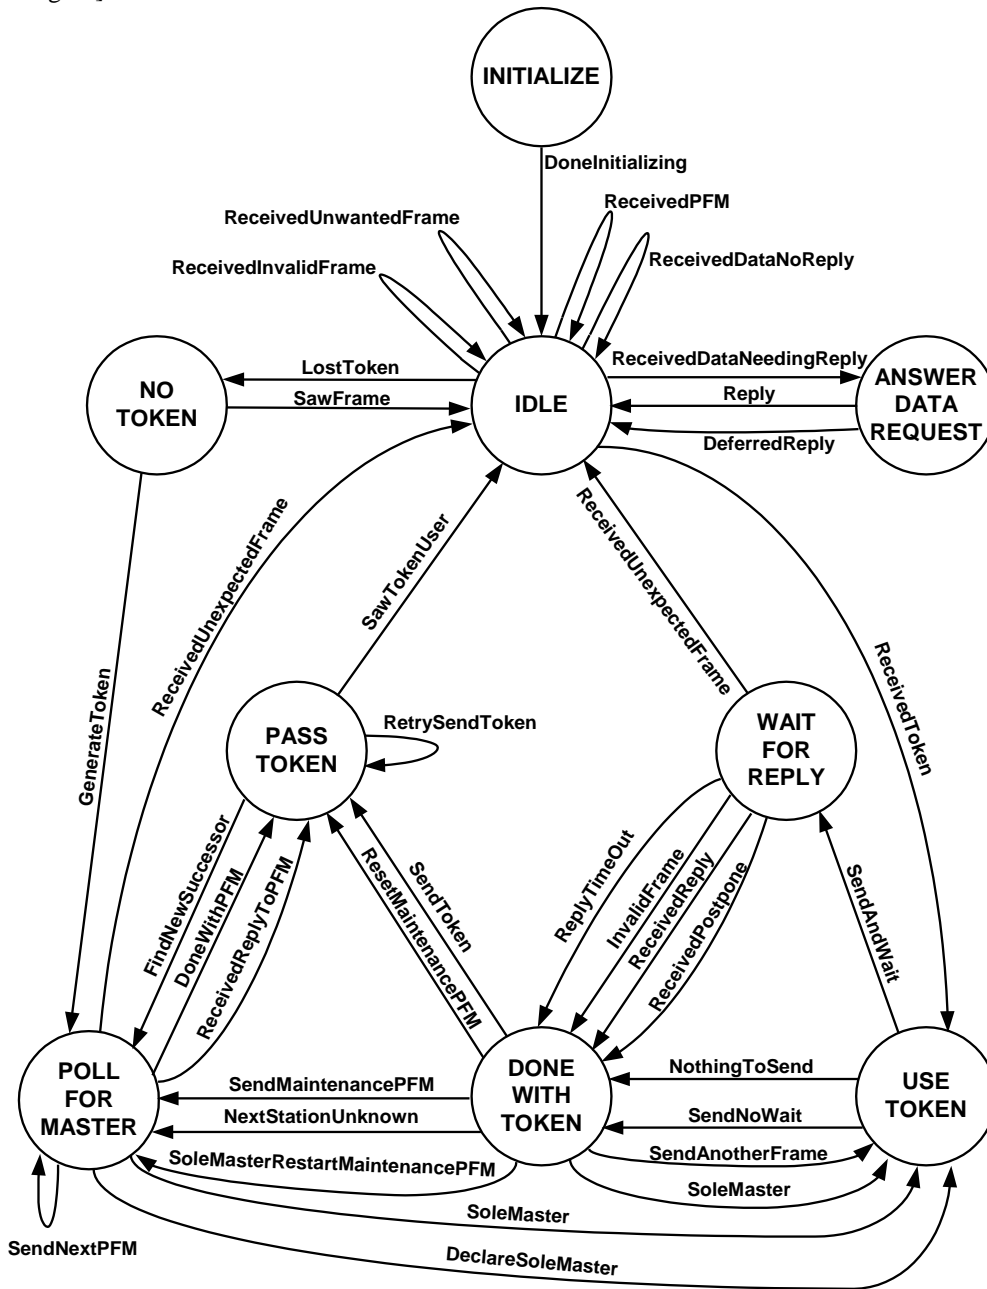 INITIALIZE
DoneInitializing
ReceivedPFM
ReceivedUnwantedFrame
ReceivedDataNoReply
ReceivedInvalidFrame
LostToken
ReceivedDataNeedingReply
NO
TOKEN
SawFrame
IDLE
Reply
ANSWER
DATA
REQUEST
DeferredReply
ReceivedUnexpectedFrame
SawTokenUser
ReceivedUnexpectedFrame
ReceivedToken
GenerateToken
PASS
TOKEN
RetrySendToken
WAIT
FOR
REPLY
FindNewSuccessor
DoneWithPFM
ReceivedReplyToPFM
ResetMaintenancePFM
SendToken
ReplyTimeOut
InvalidFrame
ReceivedReply
ReceivedPostpone
SendAndWait
POLL
FOR
MASTER
SendMaintenancePFM
NextStationUnknown
DONE
WITH
TOKEN
NothingToSend
SendNoWait
USE
TOKEN
SoleMasterRestartMaintenancePFM
SendAnotherFrame
SoleMaster
SoleMaster
SendNextPFM
DeclareSoleMaster